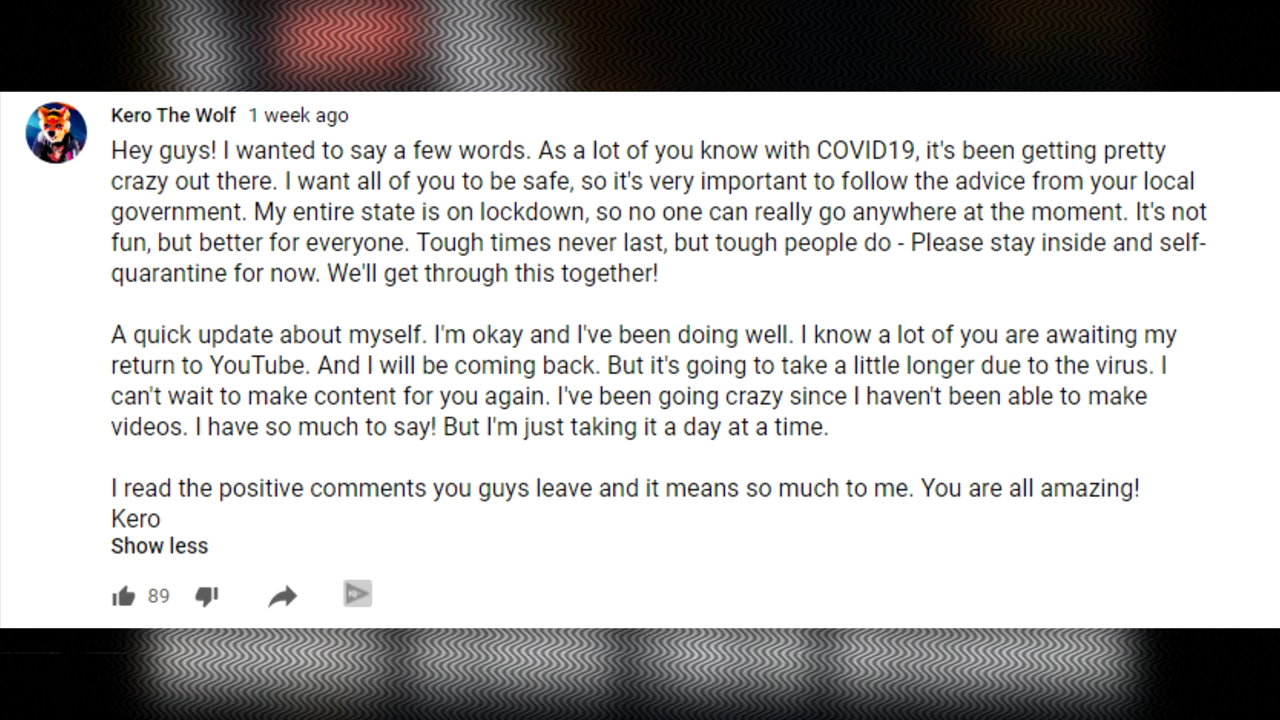 Kero The Wolf 1 week ago
Hey guys! I wanted to say a few words. As a lot of you know with COVID19, it's been getting pretty
crazy out there. I want all of you to be safe, so it's very important to follow the advice from your local
government. My entire state is on lockdown, so no one can really go anywhere at the moment. It's not
fun, but better for everyone. Tough times never last, but tough people do - Please stay inside and self-
quarantine for now. We'll get through this together!
A quick update about myself. I'm okay and I've been doing well. I know a lot of you are awaiting my
return to YouTube. And I will be coming back. But it's going to take a little longer due to the virus. I
can't wait to make content for you again. I've been going crazy since I haven't been able to make
videos. I have so much to say! But I'm just taking it a day at a time.
I read the positive comments you guys leave and it means so much to me. You are all amazing!
Kero
Show less
89